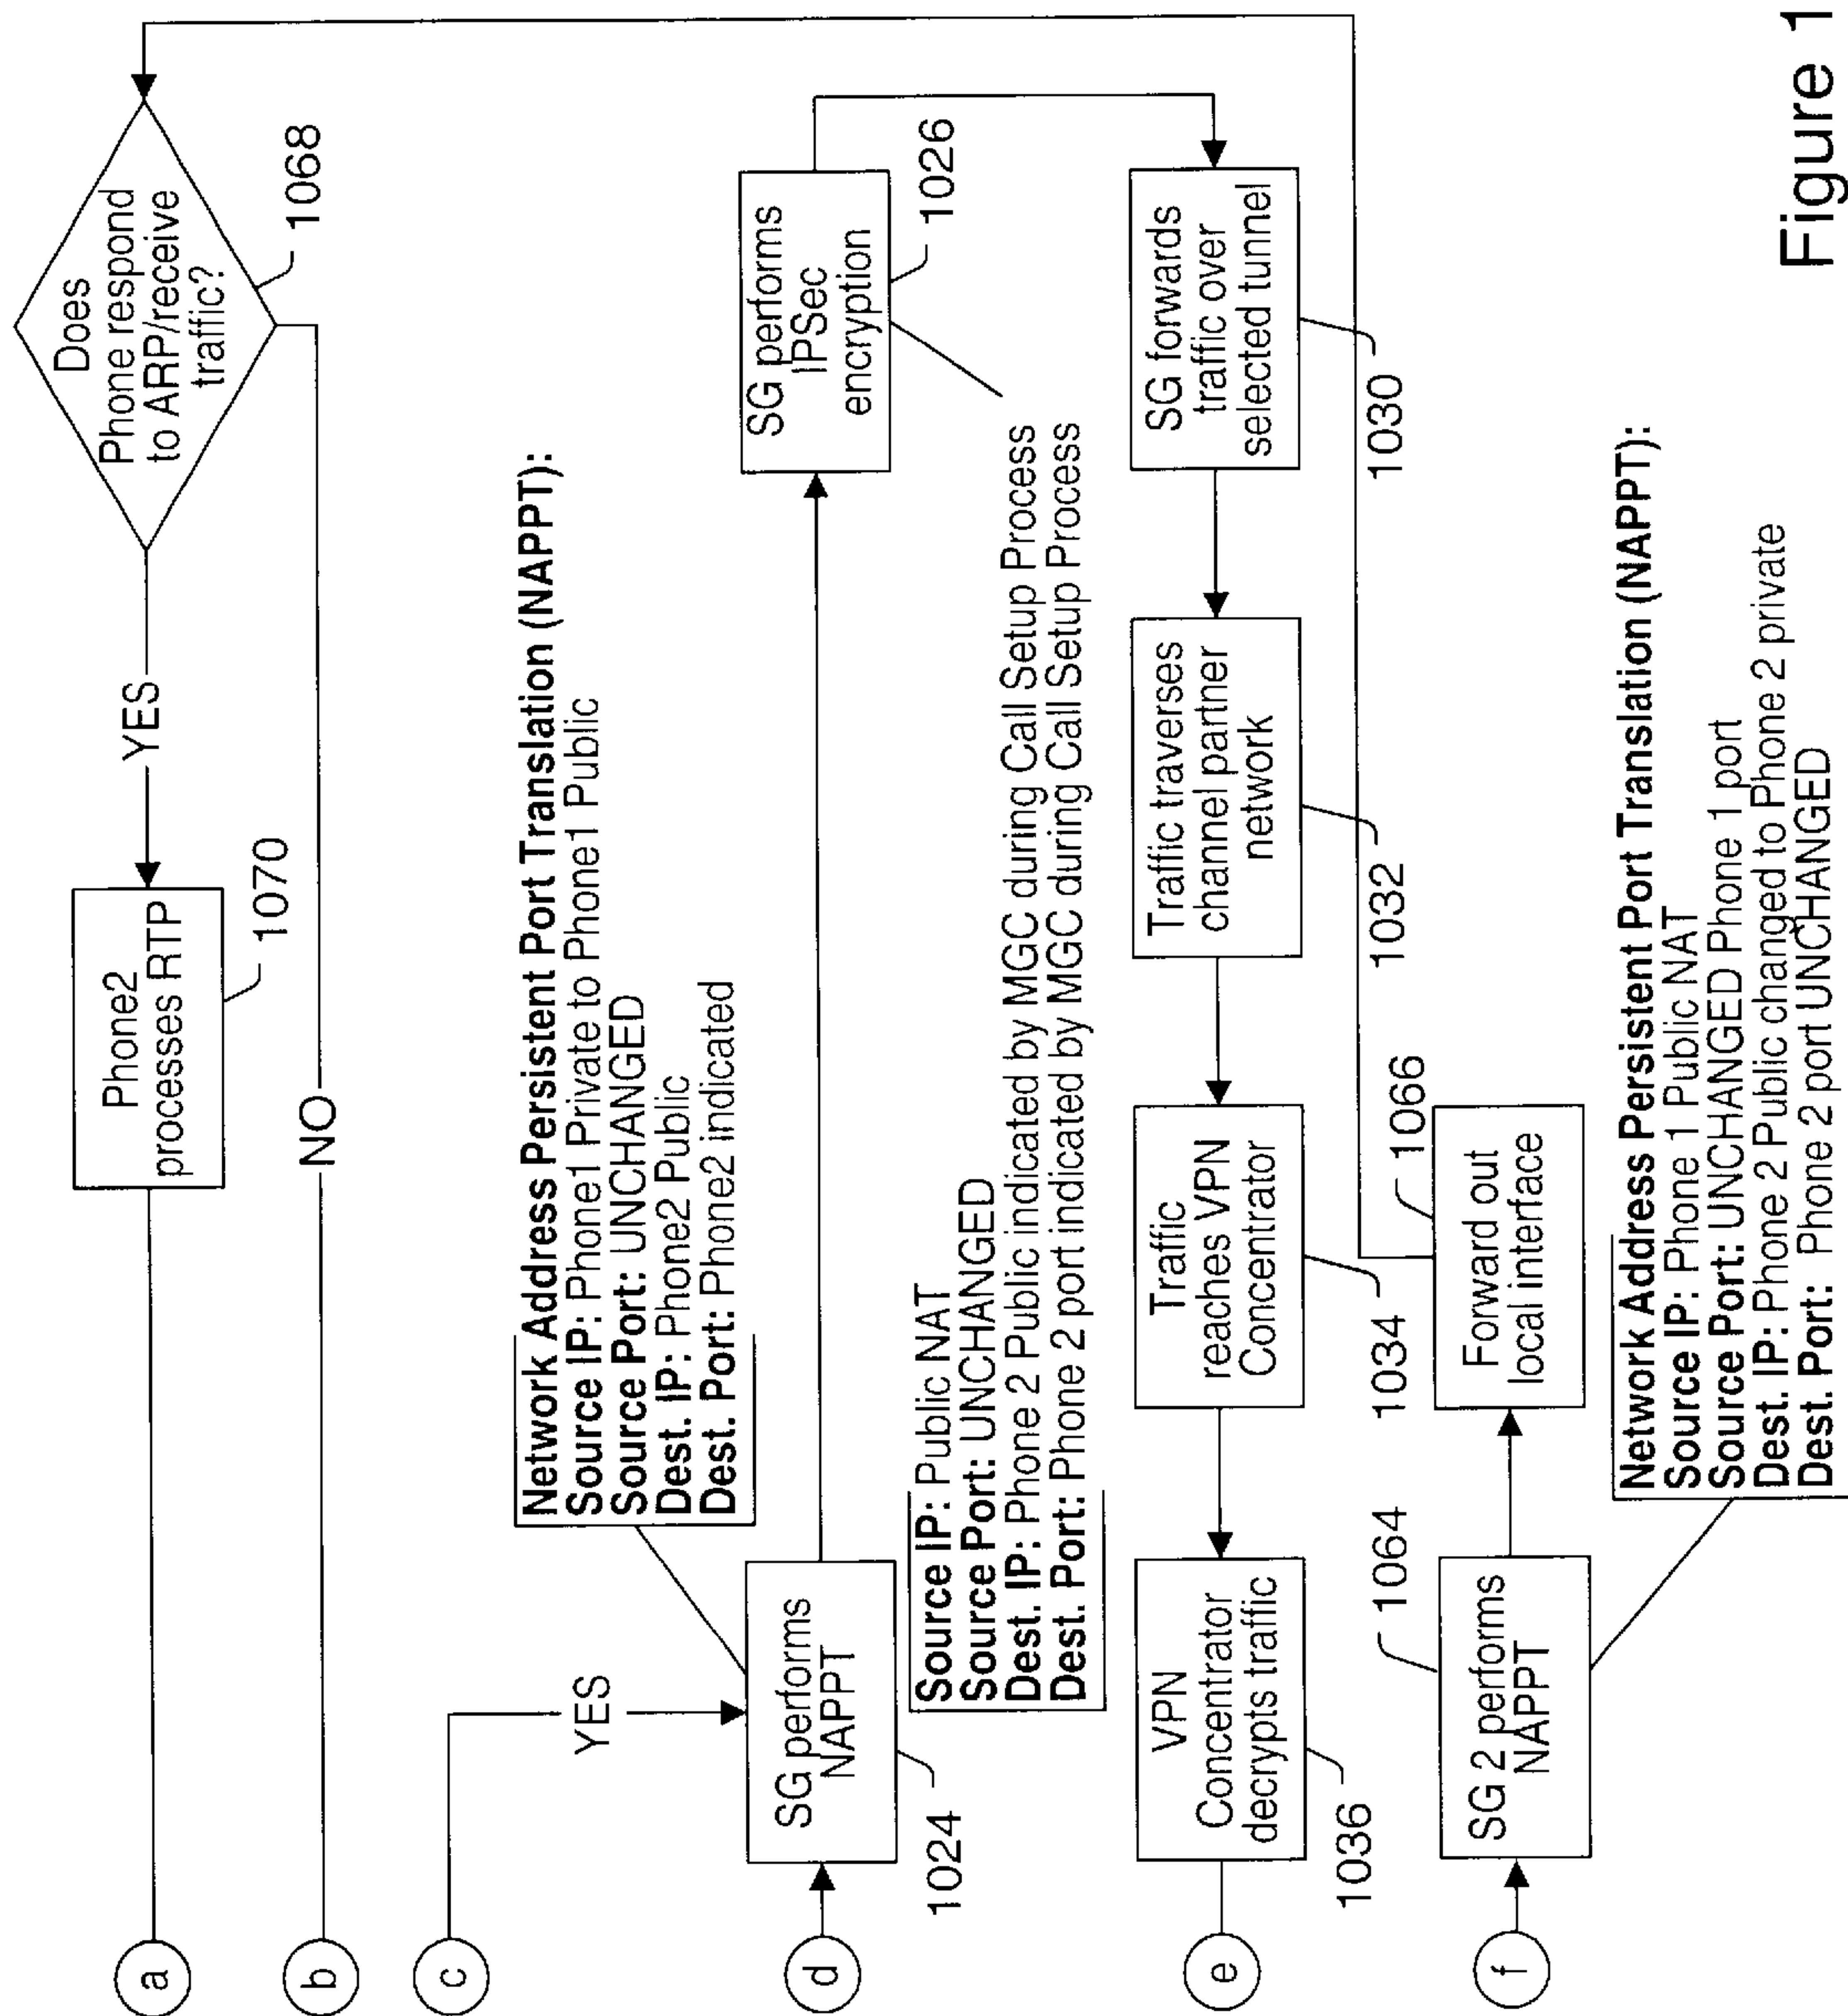 a
Phone2
processes RTP
1070
YES
Does
Phone respond
to ARP/receive
traffic?
1068
b
NO
c
YES
Network Address Persistent Port Translation (NAPPT):
Source IP: Phone1 Private to Phone1 Public
Source Port: UNCHANGED
Dest. IP: Phone2 Public
Dest. Port: Phone2 indicated
d
SG performs
NAPPT
1024
SG performs
IPSec
encryption
1026
Source IP: Public NAT
Source Port: UNCHANGED
Dest. IP: Phone 2 Public indicated by MGC during Call Setup Process
Dest. Port: Phone 2 port indicated by MGC during Call Setup Process
e
VPN
Concentrator
decrypts traffic
1036
Traffic
reaches VPN
Concentrator
1034
Traffic traverses
channel partner
network
1032
SG forwards
traffic over
selected tunnel
1030
f
SG 2 performs
NAPPT
1064
Forward out
local interface
1066
Network Address Persistent Port Translation (NAPPT):
Source IP: Phone 1 Public NAT
Source Port: UNCHANGED Phone 1 port
Dest. IP: Phone 2 Public changed to Phone 2 private
Dest. Port: Phone 2 port UNCHANGED
Figure 1